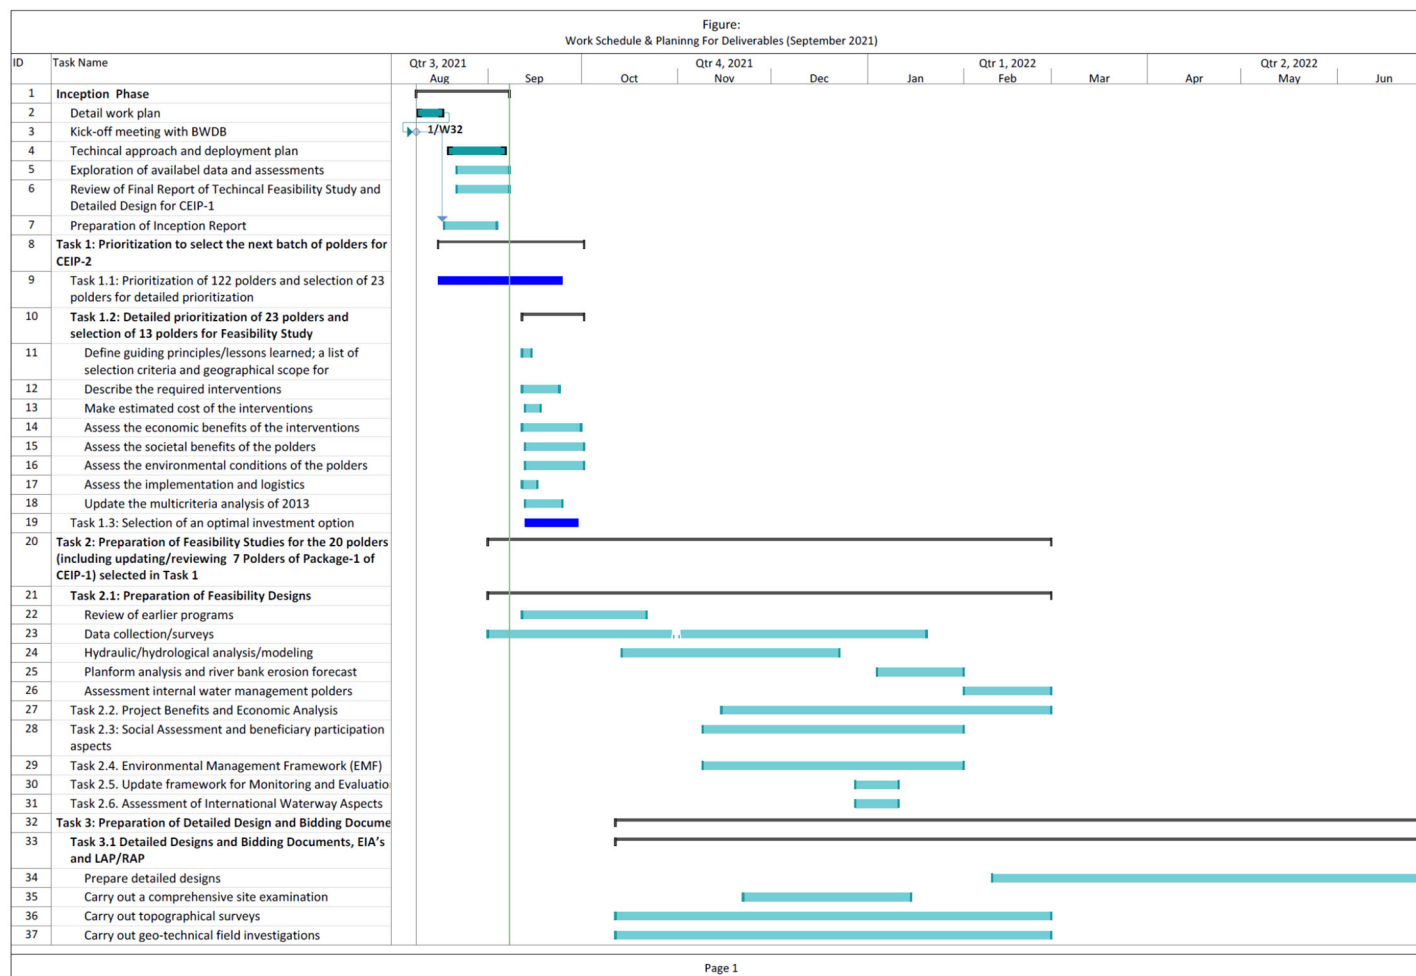 Figure:
Work Schedule & Planinng For Deliverables (September 2021)
ID Task Name Qtr 3, 2021 Qtr 4, 2021 Qtr 1, 2022 Qtr 2, 2022
Aug Sep Oct Nov Dec Jan Feb Mar Apr May Jun
1 Inception Phase
2 Detail work plan
3 Kick-off meeting with BWDB 1/W32
4 Techincal approach and deployment plan
5 Exploration of availabel data and assessments
6 Review of Final Report of Techincal Feasibility Study and
Detailed Design for CEIP-1
7 Preparation of Inception Report
8 Task 1: Prioritization to select the next batch of polders for
CEIP-2
9 Task 1.1: Prioritization of 122 polders and selection of 23
polders for detailed prioritization
10 Task 1.2: Detailed prioritization of 23 polders and
selection of 13 polders for Feasibility Study
11 Define guiding principles/lessons learned; a list of
selection criteria and geographical scope for
12 Describe the required interventions
13 Make estimated cost of the interventions
14 Assess the economic benefits of the interventions
15 Assess the societal benefits of the polders
16 Assess the environmental conditions of the polders
17 Assess the implementation and logistics
18 Update the multicriteria analysis of 2013
19 Task 1.3: Selection of an optimal investment option
20 Task 2: Preparation of Feasibility Studies for the 20 polders
(including updating/reviewing 7 Polders of Package-1 of
CEIP-1) selected in Task 1
21 Task 2.1: Preparation of Feasibility Designs
22 Review of earlier programs
23 Data collection/surveys
24 Hydraulic/hydrological analysis/modeling
25 Planform analysis and river bank erosion forecast
26 Assessment internal water management polders
27 Task 2.2. Project Benefits and Economic Analysis
28 Task 2.3: Social Assessment and beneficiary participation
aspects
29 Task 2.4. Environmental Management Framework (EMF)
30 Task 2.5. Update framework for Monitoring and Evaluatio
31 Task 2.6. Assessment of International Waterway Aspects
32 Task 3: Preparation of Detailed Design and Bidding Docume
33 Task 3.1 Detailed Designs and Bidding Documents, EIA's
and LAP/RAP
34 Prepare detailed designs
35 Carry out a comprehensive site examination
36 Carry out topographical surveys
37 Carry out geo-technical field investigations
Page 1